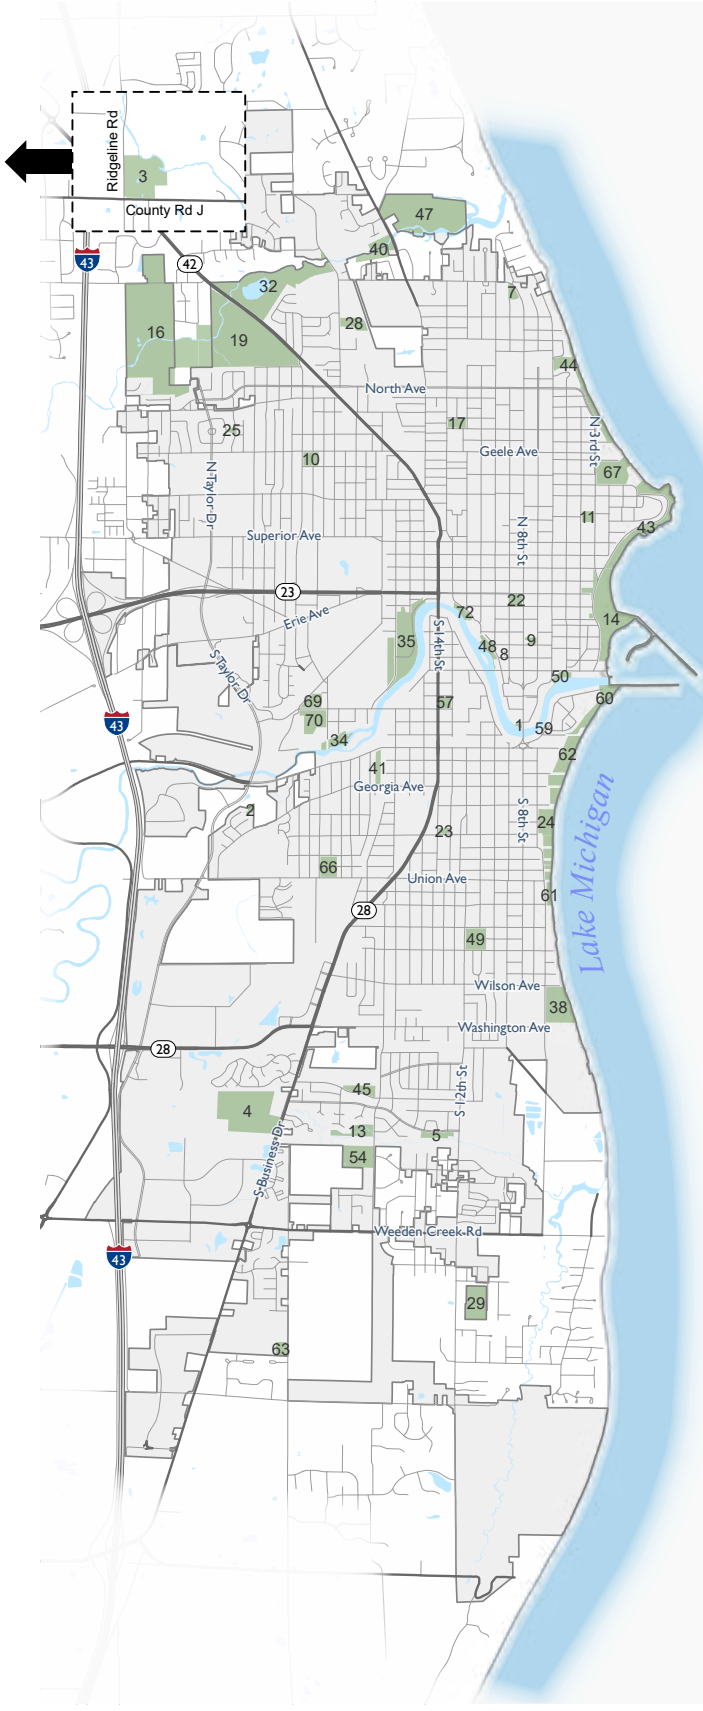 Ridgeline Rd
3
County Rd J
47
40
43
42
32
7
16
19
28
44
North Ave
17
25
N 3rd St
Geele Ave
10
67
N Taylor Dr
11
43
N 8th St
Superior Ave
23
22
72
14
Erie Ave
35
S 14th St
48
9
8
S Taylor Dr
50
69
57
60
70
43
1
59
34
62
41
Georgia Ave
Lake Michigan
2
S 8th St
24
23
66
Union Ave
61
28
49
Wilson Ave
38
Washington Ave
28
45
S 12th St
4
13
5
S Business Dr
54
Weeden Creek Rd
43
29
63